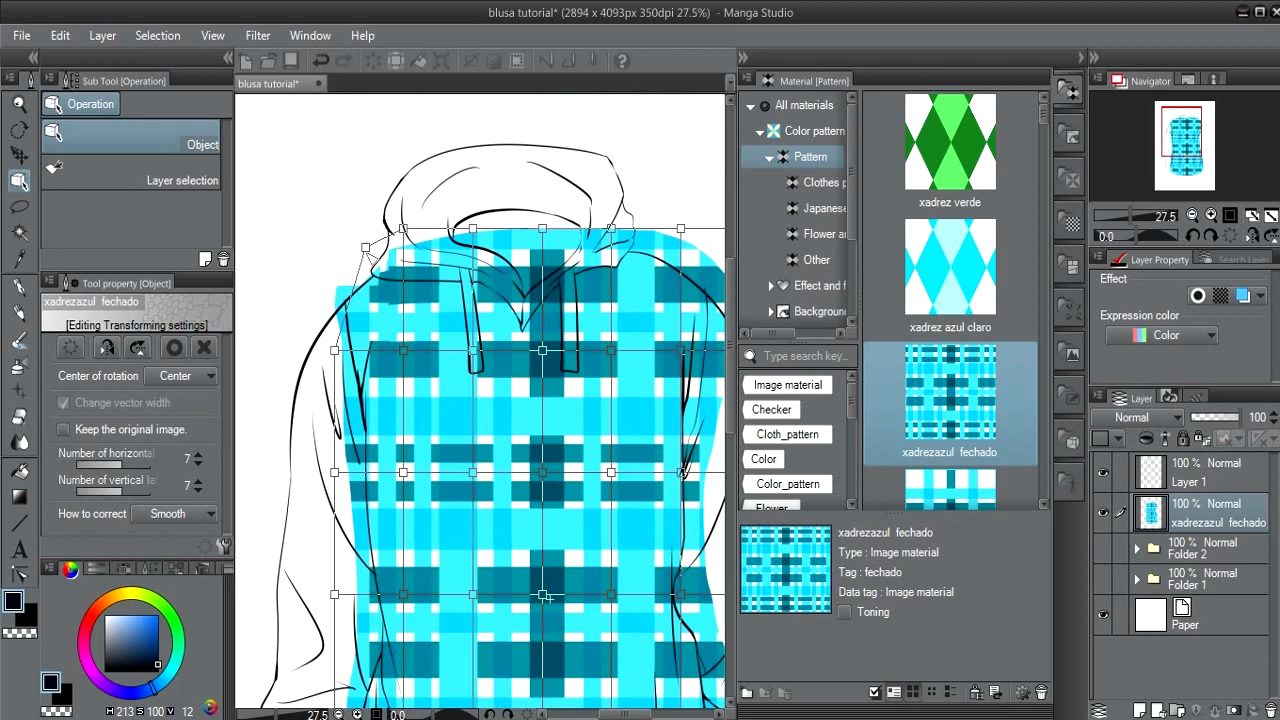 blusa tutorial* (2894 x 4093px 350dpi 27.5%) - Manga Studio
File Edit Layer Selection View Filter Window Help
Sub Tool [Operation]
Operation
Object
Layer selection
Tool property [Object]
xadrezazul fechado
[Editing Transforming settings]
Center of rotation Center
Change vector width
Keep the original image.
Number of horizontal 7
Number of vertical la 7
How to correct Smooth
H 213 S 100 V 12
blusa tutorial*
27.5 0.0
Material [Pattern]
All materials
Color pattern
Pattern
Clothes p
Japanese
Flower an
Other
Effect and f
Background
Type search key...
Image material
Checker
Cloth_pattern
Color
Color_pattern
Flower
xadrez verde
xadrez azul claro
xadrezazul fechado
xadrezazul fechado
Type : Image material
Tag : fechado
Data tag : Image material
Toning
Navigator
27.5
0.0
Layer Property
Search Layer
Effect
Expression color
Color
Layer
Normal 100
100 % Normal
Layer 1
100 % Normal
xadrezazul fechado
100 % Normal
Folder 2
100 % Normal
Folder 1
Paper